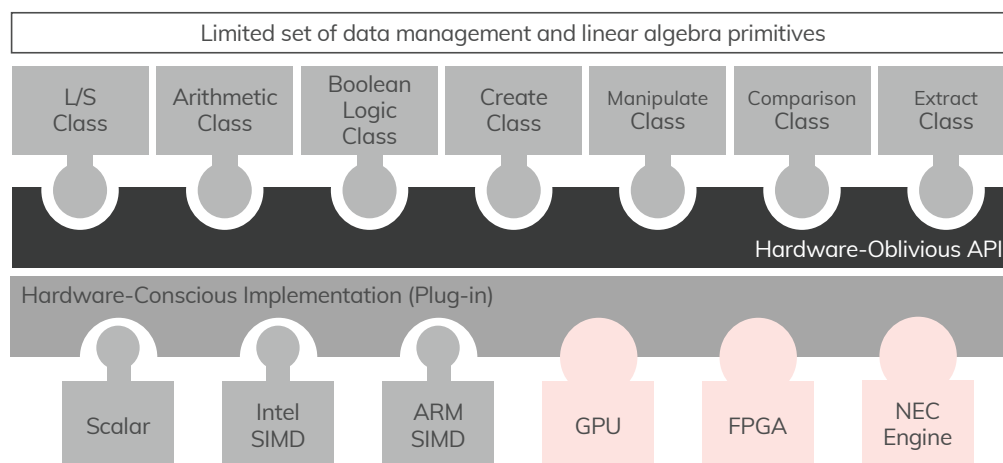 Limited set of data management and linear algebra primitives
L/S
Class
Arithmetic
Class
Boolean
Logic
Class
Create
Class
Manipulate
Class
Comparison
Class
Extract
Class
Hardware-Oblivious API
Hardware-Conscious Implementation (Plug-in)
Scalar
Intel
SIMD
ARM
SIMD
GPU
FPGA
NEC
Engine